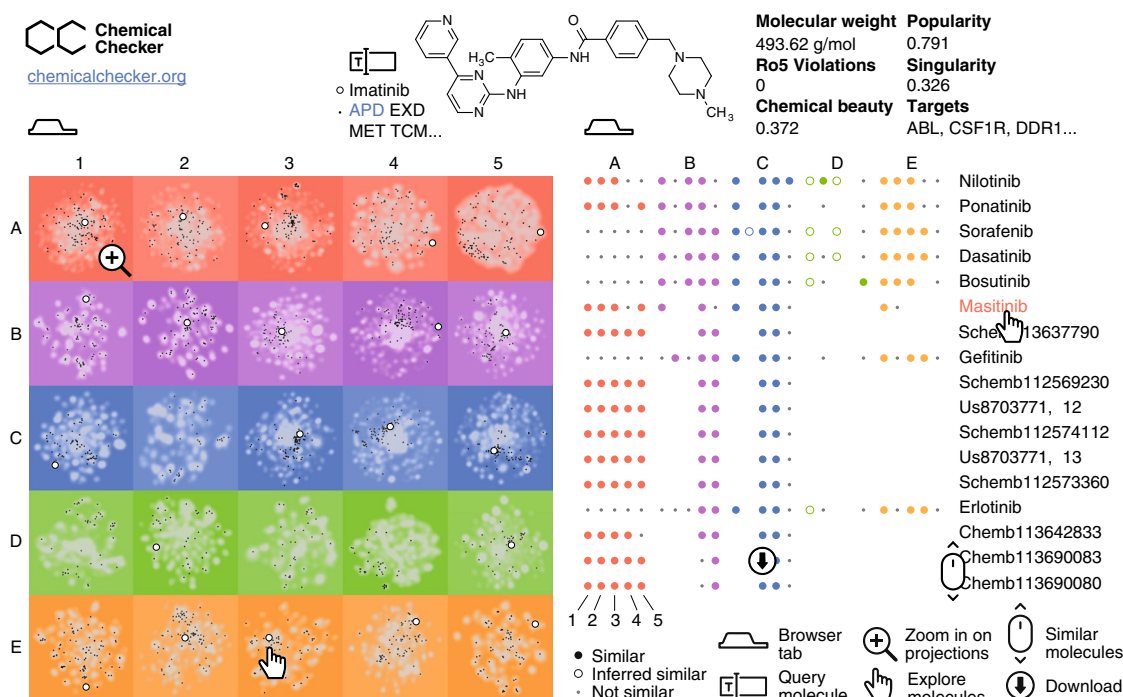 Chemical
Checker
chemicalchecker.org
T
Imatinib
APD EXD
MET TCM...
N
N
N
H3C
NH
O
NH
N
N
CH3
Molecular weight Popularity
493.62 g/mol 0.791
Ro5 Violations Singularity
0 0.326
Chemical beauty Targets
0.372 ABL, CSF1R, DDR1...
1 2 3 4 5
A
B
C
D
E
A B C D E
Nilotinib
Ponatinib
Sorafenib
Dasatinib
Bosutinib
Masitinib
Gefitinib
Schemb112569230
Us8703771, 12
Schemb112574112
Us8703771, 13
Schemb112573360
Erlotinib
Chemb113642833
Chemb113690083
Chemb113690080
1 2 3 4 5
Similar
Inferred similar
Not similar
Browser
tab
T
Query
molecule
Zoom in on
projections
Explore
molecules
Similar
molecules
Download